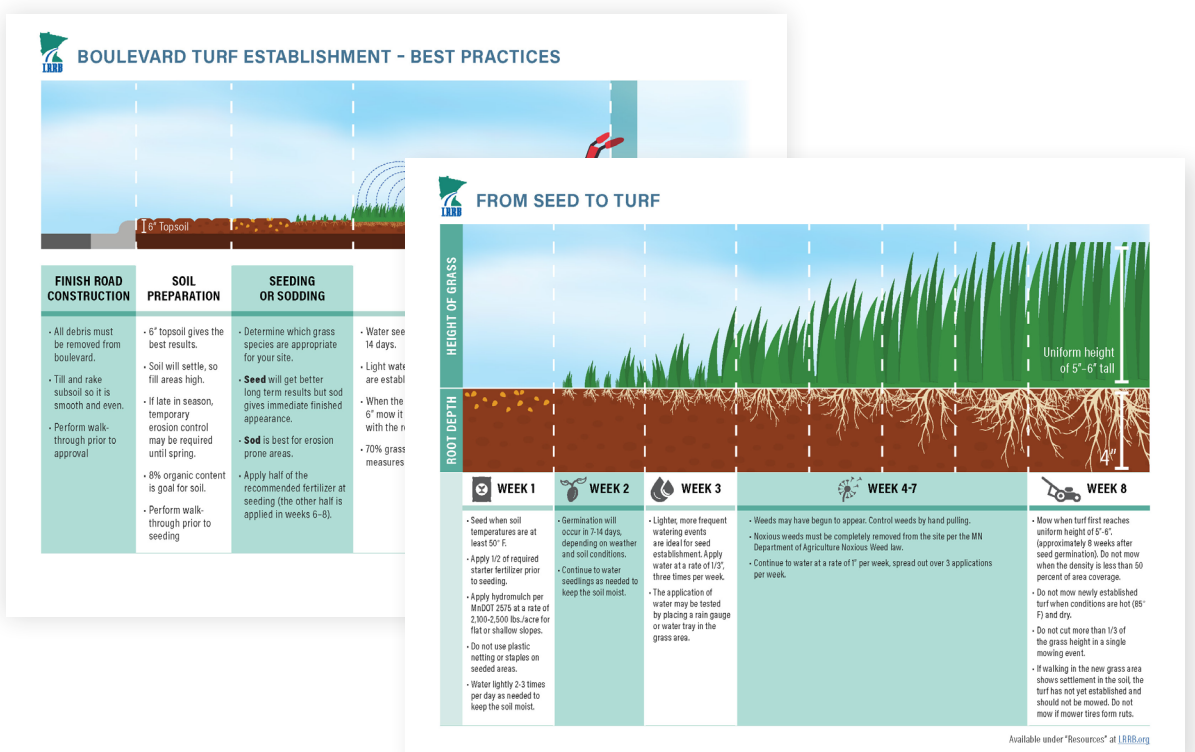 LRRB
BOULEVARD TURF ESTABLISHMENT – BEST PRACTICES
6" Topsoil
FINISH ROAD
CONSTRUCTION
• All debris must
be removed from
boulevard.
• Till and rake
subsoil so it is
smooth and even.
• Perform walk-
through prior to
approval
SOIL
PREPARATION
• 6" topsoil gives the
best results.
• Soil will settle, so
fill areas high.
• If late in season,
temporary
erosion control
may be required
until spring.
• 8% organic content
is goal for soil.
• Perform walk-
through prior to
seeding
SEEDING
OR SODDING
• Determine which grass
species are appropriate
for your site.
• Seed will get better
long term results but sod
gives immediate finished
appearance.
• Sod is best for erosion
prone areas.
• Apply half of the
recommended fertilizer at
seeding (the other half is
applied in weeks 6–8).
• Water see
14 days.
• Light wate
are establ
• When the
6" mow it
with the r
• 70% grass
measures
LRRB
FROM SEED TO TURF
HEIGHT OF GRASS
Uniform height
of 5"-6" tall
ROOT DEPTH
4"
WEEK 1
• Seed when soil
temperatures are at
least 50° F.
• Apply 1/2 of required
starter fertilizer prior
to seeding.
• Apply hydromulch per
MnDOT 2575 at a rate of
2,100-2,500 lbs./acre for
flat or shallow slopes.
• Do not use plastic
netting or staples on
seeded areas.
• Water lightly 2-3 times
per day as needed to
keep the soil moist.
WEEK 2
• Germination will
occur in 7-14 days,
depending on weather
and soil conditions.
• Continue to water
seedlings as needed to
keep the soil moist.
WEEK 3
• Lighter, more frequent
watering events
are ideal for seed
establishment. Apply
water at a rate of 1/3",
three times per week.
• The application of
water may be tested
by placing a rain gauge
or water tray in the
grass area.
WEEK 4-7
• Weeds may have begun to appear. Control weeds by hand pulling.
• Noxious weeds must be completely removed from the site per the MN
Department of Agriculture Noxious Weed law.
• Continue to water at a rate of 1" per week, spread out over 3 applications
per week.
WEEK 8
• Mow when turf first reaches
uniform height of 5"-6".
(approximately 8 weeks after
seed germination). Do not mow
when the density is less than 50
percent of area coverage.
• Do not mow newly established
turf when conditions are hot (85°
F) and dry.
• Do not cut more than 1/3 of
the grass height in a single
mowing event.
• If walking in the new grass area
shows settlement in the soil, the
turf has not yet established and
should not be mowed. Do not
mow if mower tires form ruts.
Available under "Resources" at LRRB.org